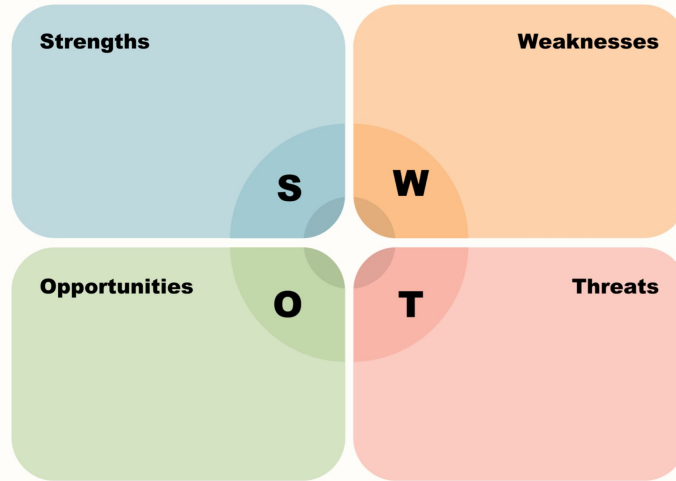 Strengths
Weaknesses
S
W
Opportunities
Threats
O
T